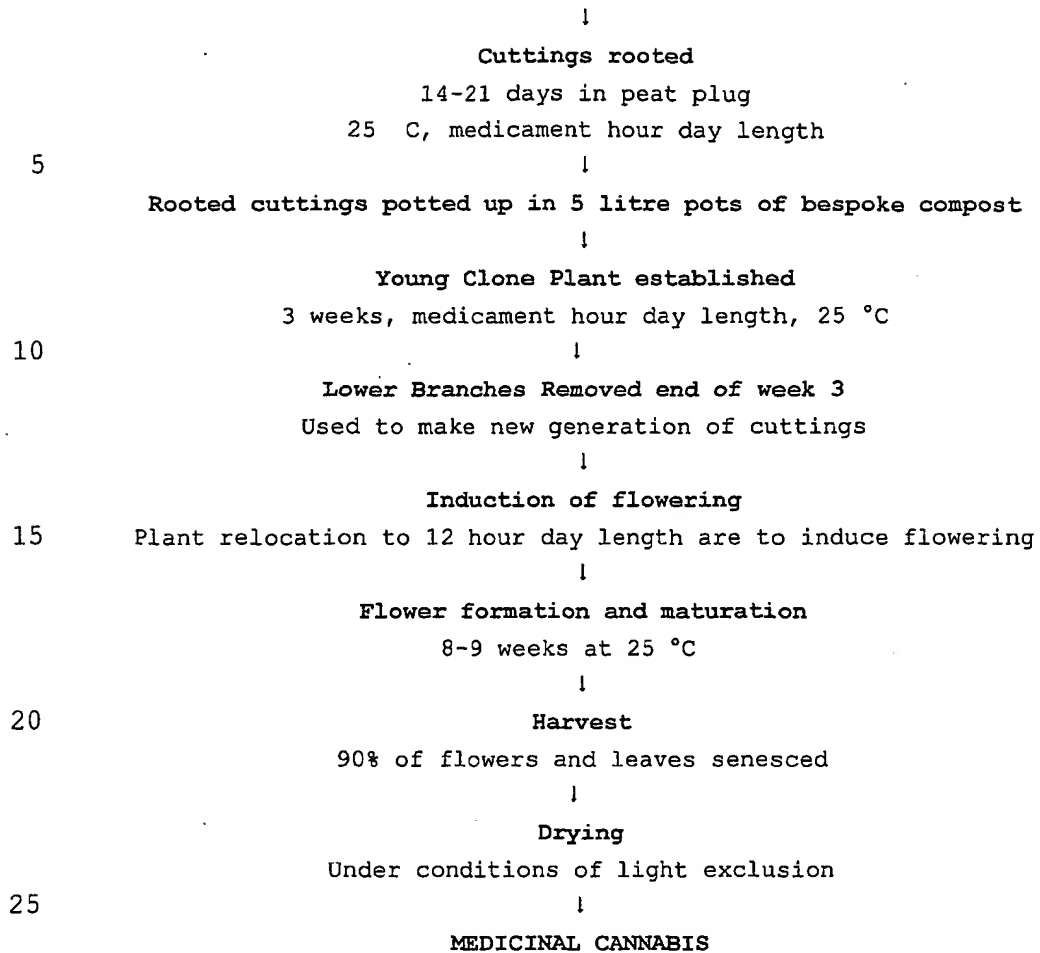 ↓
Cuttings rooted
14-21 days in peat plug
25 C, medicament hour day length
5 ↓
Rooted cuttings potted up in 5 litre pots of bespoke compost
↓
Young Clone Plant established
3 weeks, medicament hour day length, 25 °C
10 ↓
Lower Branches Removed end of week 3
Used to make new generation of cuttings
↓
Induction of flowering
15 Plant relocation to 12 hour day length are to induce flowering
↓
Flower formation and maturation
8-9 weeks at 25 °C
↓
20 Harvest
90% of flowers and leaves senesced
↓
Drying
Under conditions of light exclusion
25 ↓
MEDICINAL CANNABIS